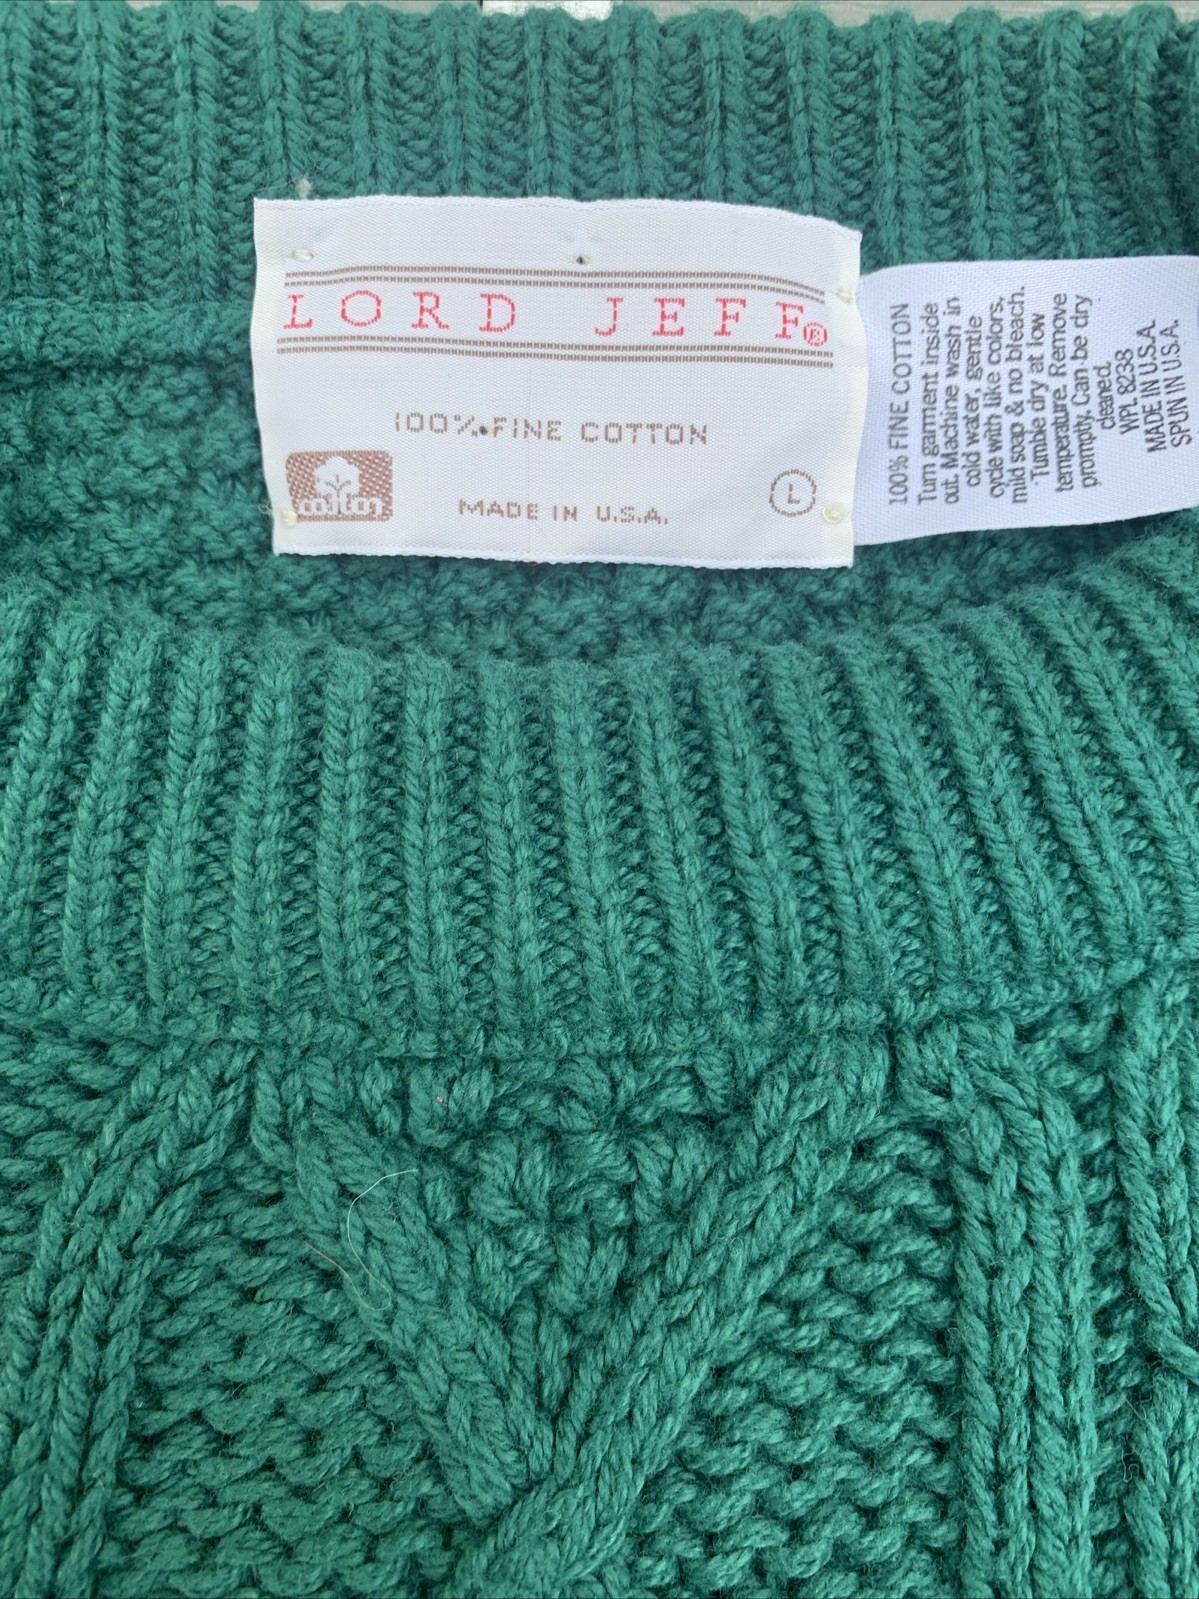 LORD JEFF®
100% FINE COTTON
cotton
MADE IN U.S.A.
L
100% FINE COTTON
Turn garment inside
out. Machine wash in
cold water, gentle
cycle with like colors,
mild soap & no bleach.
Tumble dry at low
temperature. Remove
promptly. Can be dry
cleaned.
WPL 8238
MADE IN U.S.A.
SPUN IN U.S.A.